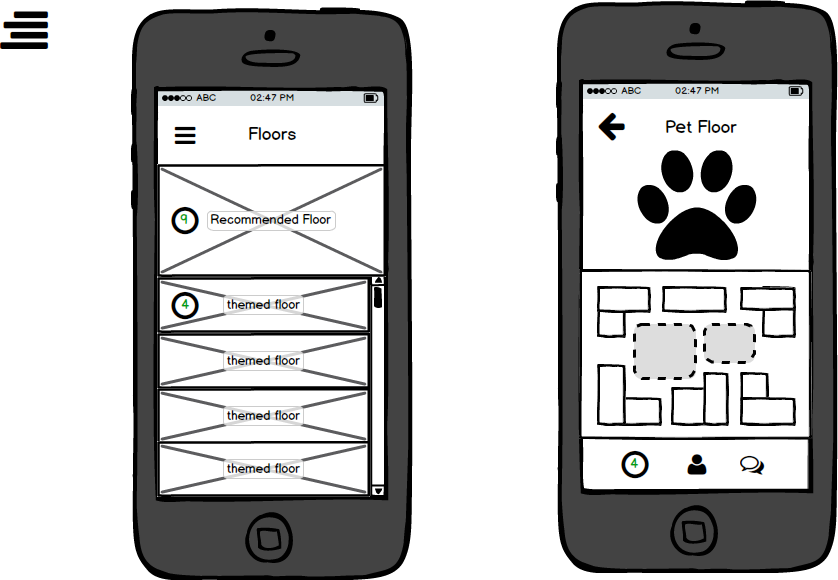 ABC 02:47 PM
Floors
9 Recommended Floor
4 themed floor
themed floor
themed floor
themed floor
ABC 02:47 PM
Pet Floor
4